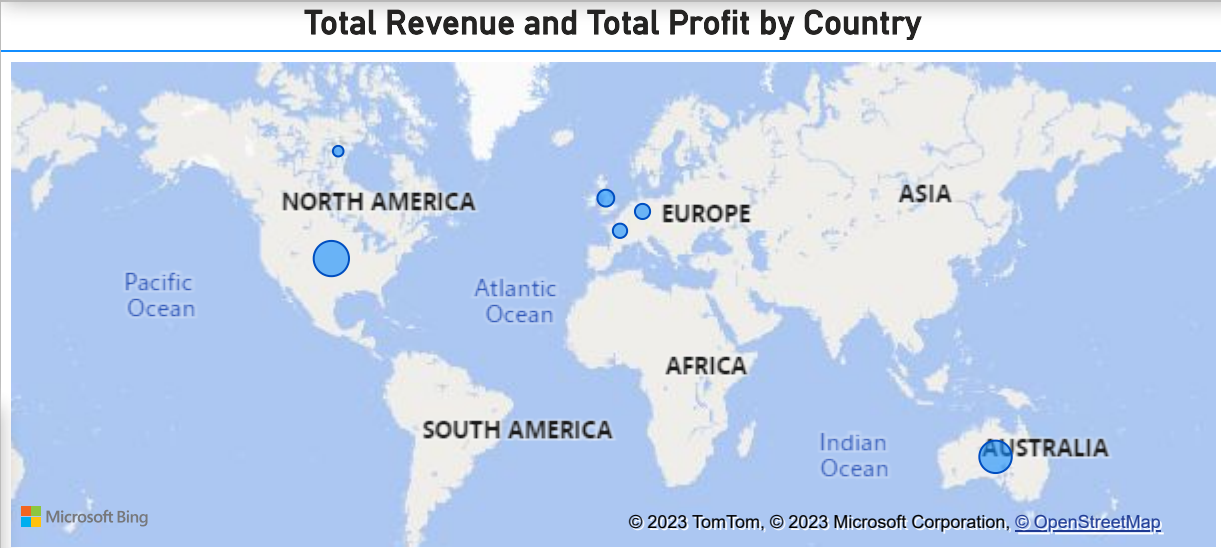 Total Revenue and Total Profit by Country
NORTH AMERICA
ASIA
EUROPE
Pacific
Ocean
Atlantic
Ocean
AFRICA
SOUTH AMERICA
Indian
Ocean
AUSTRALIA
Microsoft Bing
© 2023 TomTom, © 2023 Microsoft Corporation, © OpenStreetMap